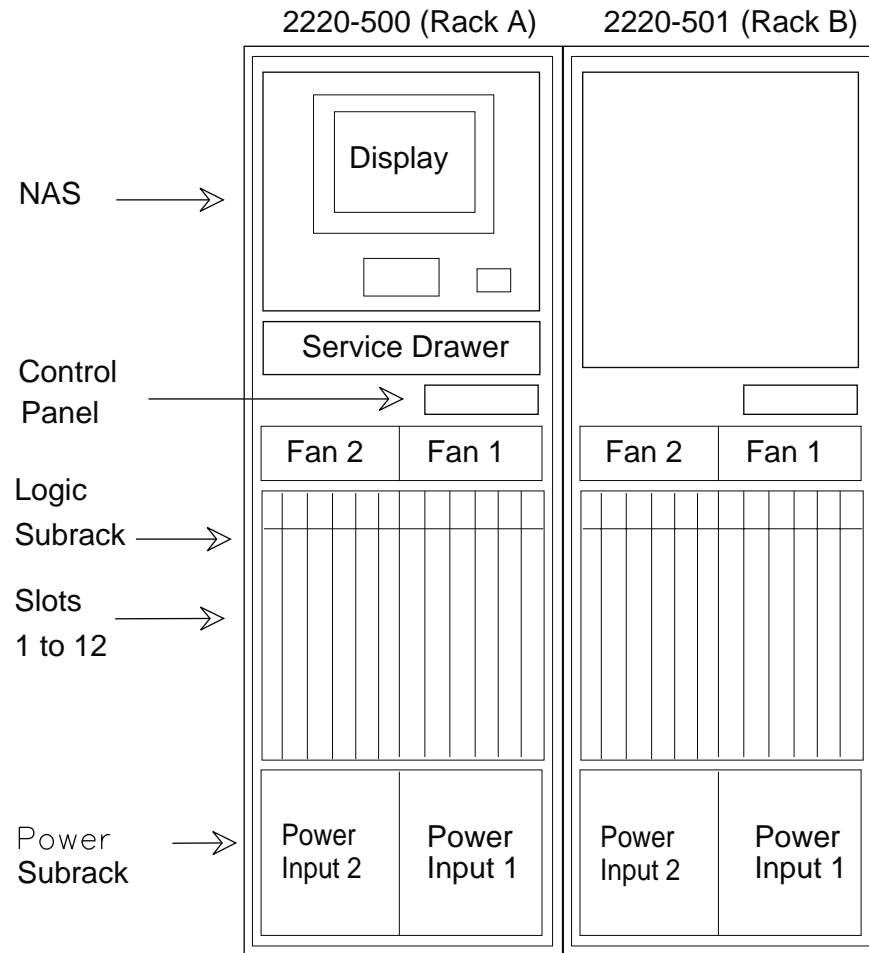 2220-500 (Rack A)
2220-501 (Rack B)
Display
NAS
Service Drawer
Control
Panel
Fan 2
Fan 1
Fan 2
Fan 1
Logic
Subrack
Slots
1 to 12
Power
Subrack
Power
Input 2
Power
Input 1
Power
Input 2
Power
Input 1